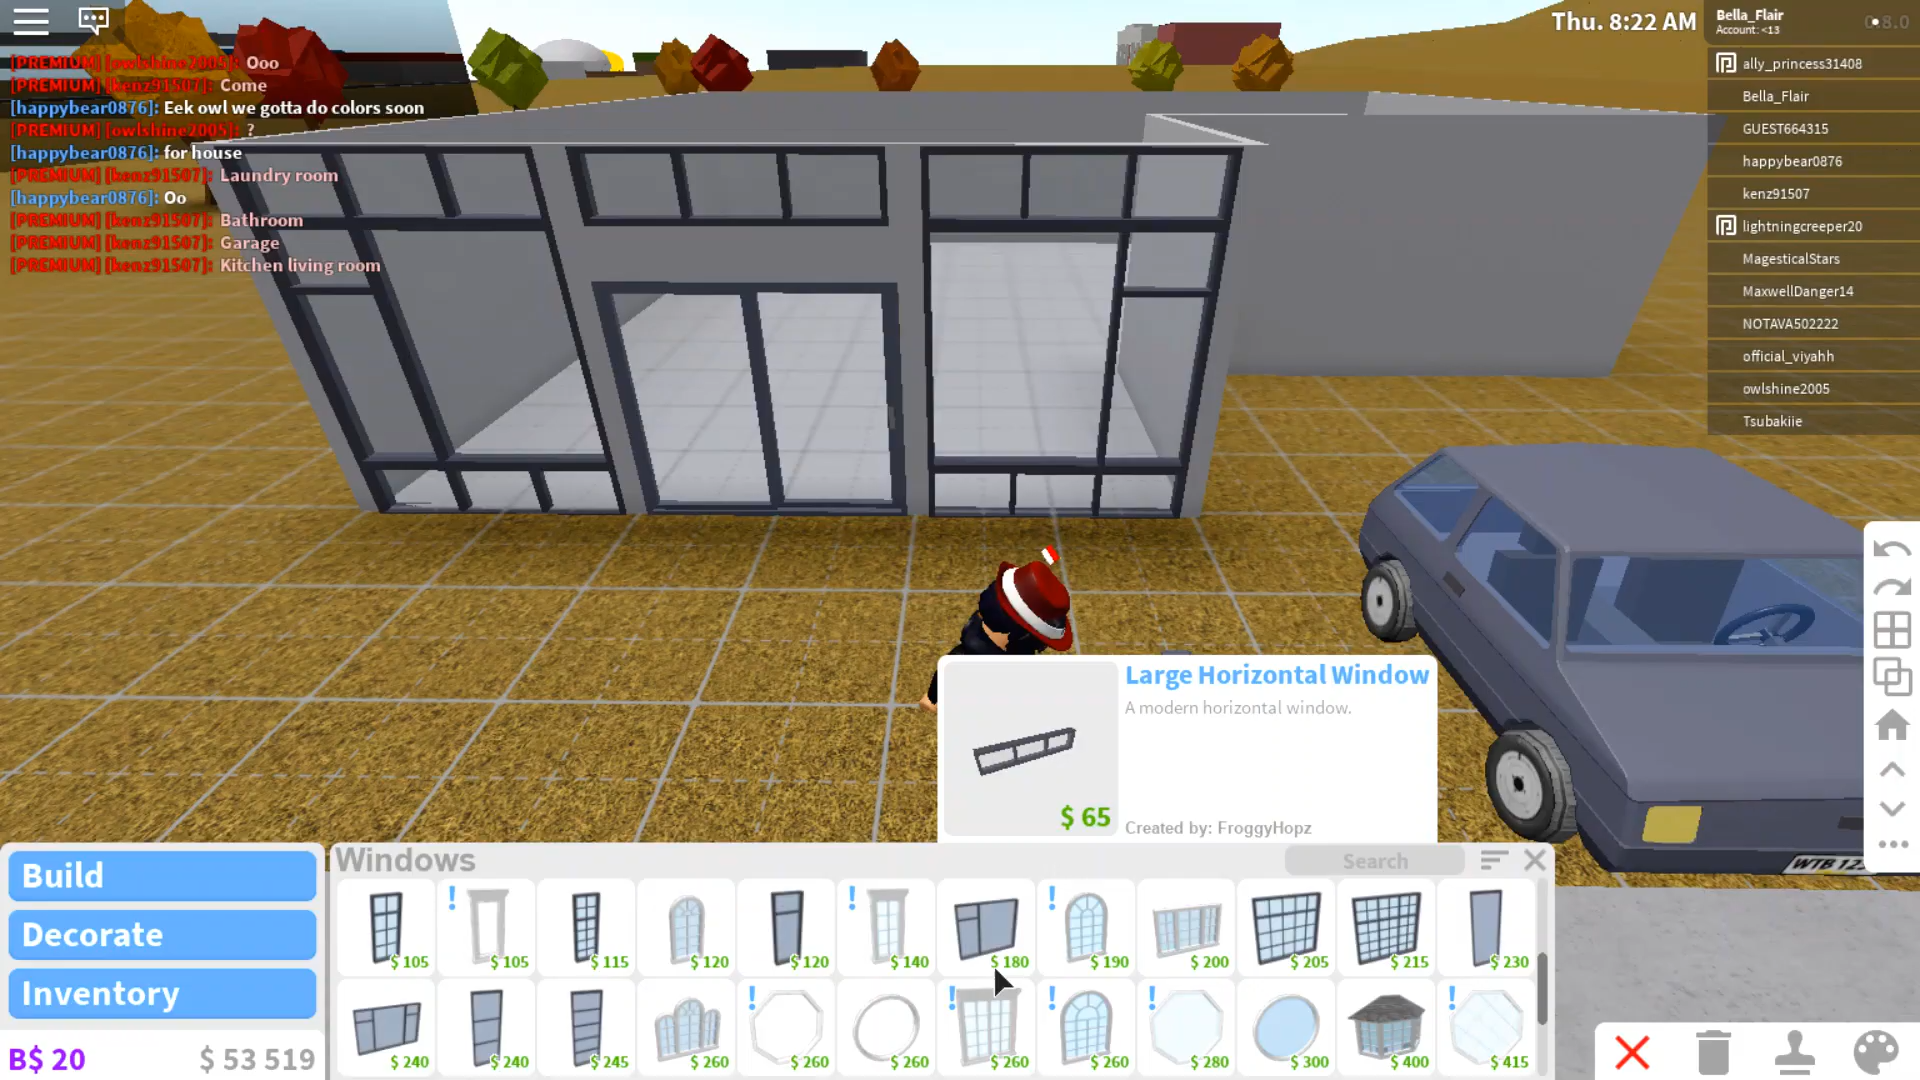 Thu. 8:22 AM
Bella_Flair
Account: <13
[PREMIUM] [owlshine2005]: Ooo
[PREMIUM] [kenz91507]: Come
[happybear0876]: Eek owl we gotta do colors soon
[PREMIUM] [owlshine2005]: ?
[happybear0876]: for house
[PREMIUM] [kenz91507]: Laundry room
[happybear0876]: Oo
[PREMIUM] [kenz91507]: Bathroom
[PREMIUM] [kenz91507]: Garage
[PREMIUM] [kenz91507]: Kitchen living room
ally_princess31408
Bella_Flair
GUEST664315
happybear0876
kenz91507
lightningcreeper20
MagesticalStars
MaxwellDanger14
NOTAVA502222
official_viyahh
owlshine2005
Tsubakiie
Large Horizontal Window
A modern horizontal window.
$ 65
Created by: FroggyHopz
Build
Decorate
Inventory
B$ 20
$ 53 519
Windows
Search
$ 105
! $ 105
$ 115
$ 120
$ 120
! $ 140
$ 180
! $ 190
$ 200
$ 205
$ 215
$ 230
$ 240
$ 240
$ 245
$ 260
! $ 260
$ 260
! $ 260
! $ 260
! $ 280
$ 300
$ 400
! $ 415